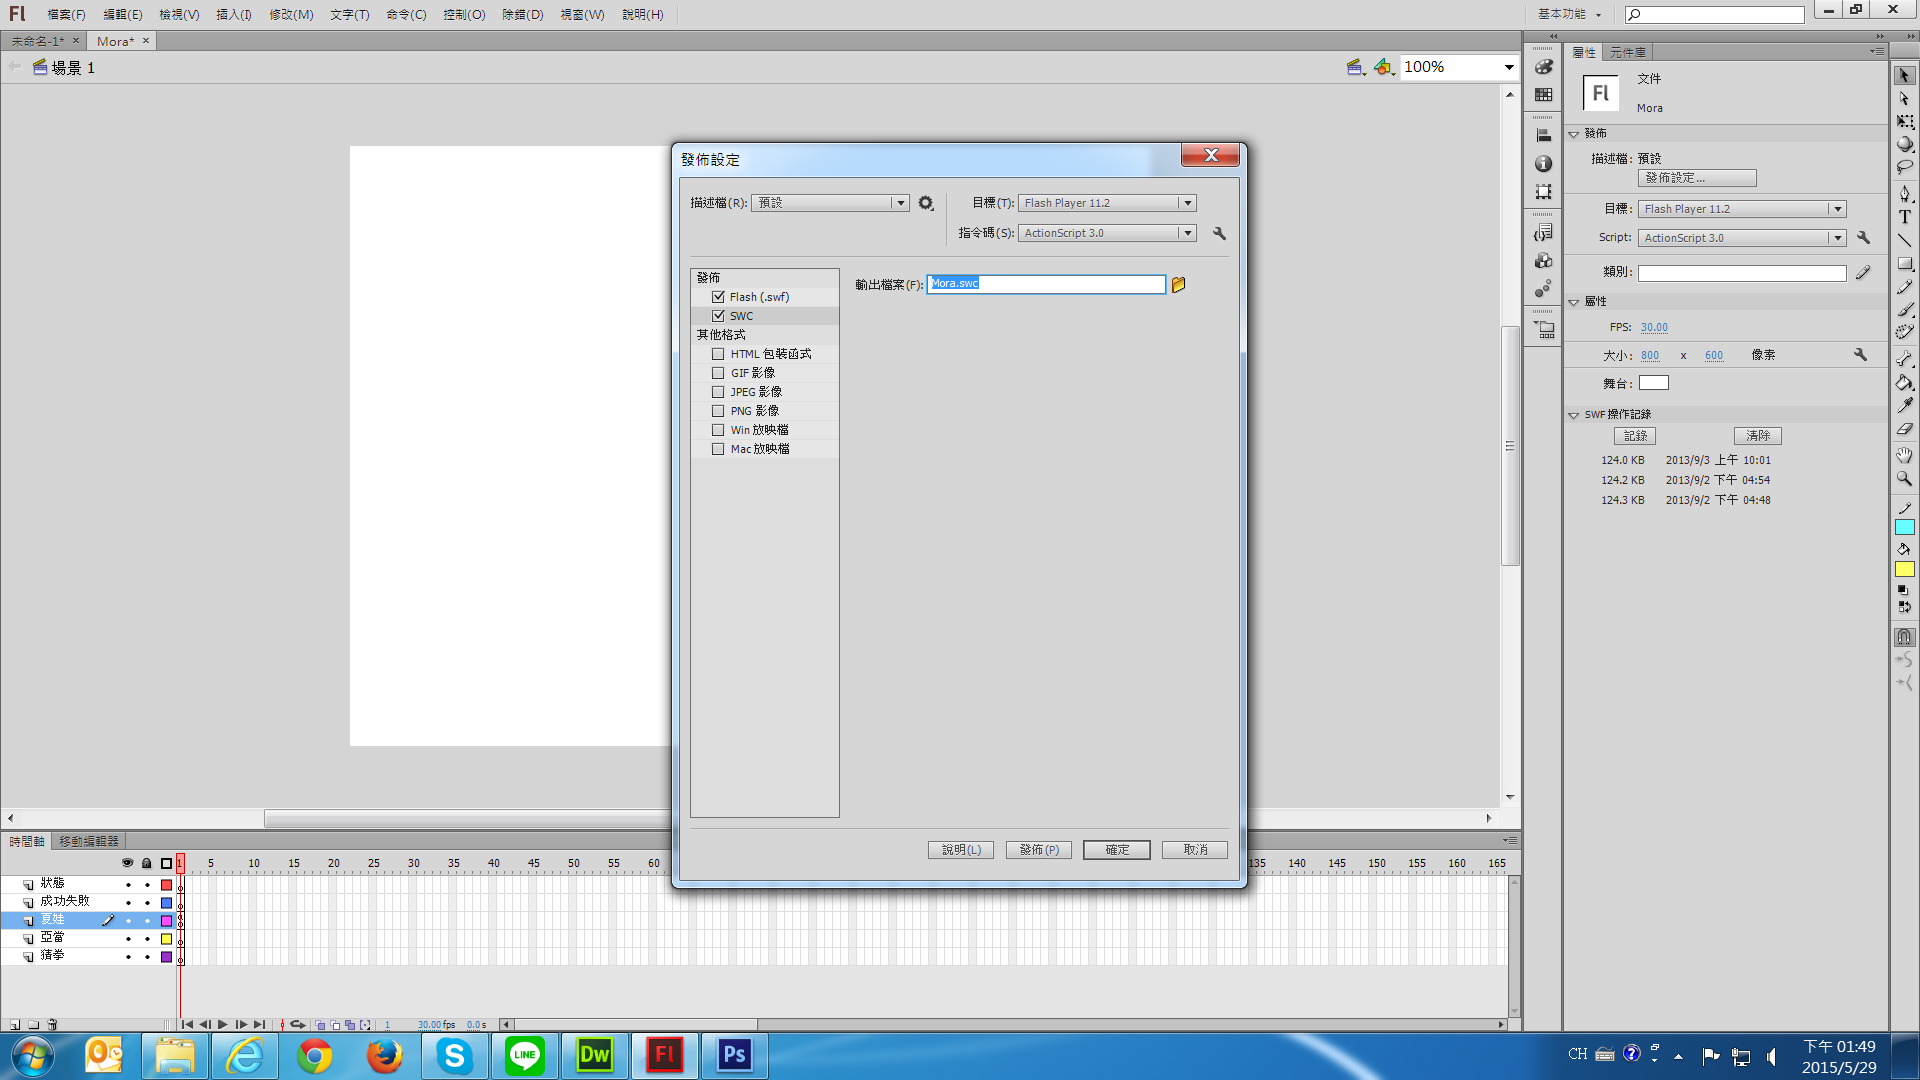 Fl 檔案(F) 編輯(E) 檢視(V) 插入(I) 修改(M) 文字(T) 命令(C) 控制(O) 除錯(D) 視窗(W) 說明(H) 基本功能
未命名-1* × Mora* ×
場景 1 100%
屬性 元件庫
Fl 文件
Mora
發佈
描述檔: 預設
發佈設定...
目標: Flash Player 11.2
Script: ActionScript 3.0
類別:
屬性
FPS: 30.00
大小: 800 x 600 像素
舞台:
SWF 操作記錄
記錄 清除
124.0 KB 2013/9/3 上午 10:01
124.2 KB 2013/9/2 下午 04:54
124.3 KB 2013/9/2 下午 04:48
發佈設定
描述檔(R): 預設 目標(T): Flash Player 11.2
指令碼(S): ActionScript 3.0
發佈
Flash (.swf)
SWC
其他格式
HTML 包裝函式
GIF 影像
JPEG 影像
PNG 影像
Win 放映檔
Mac 放映檔
輸出檔案(F): Mora.swc
說明(L) 發佈(P) 確定 取消
時間軸 移動編輯器
1 5 10 15 20 25 30 35 40 45 50 55 60 135 140 145 150 155 160 165
狀態
成功失敗
夏娃
亞當
猜拳
1 30.00 fps 0.0 s
LINE Dw Fl Ps
CH 下午 01:49
2015/5/29